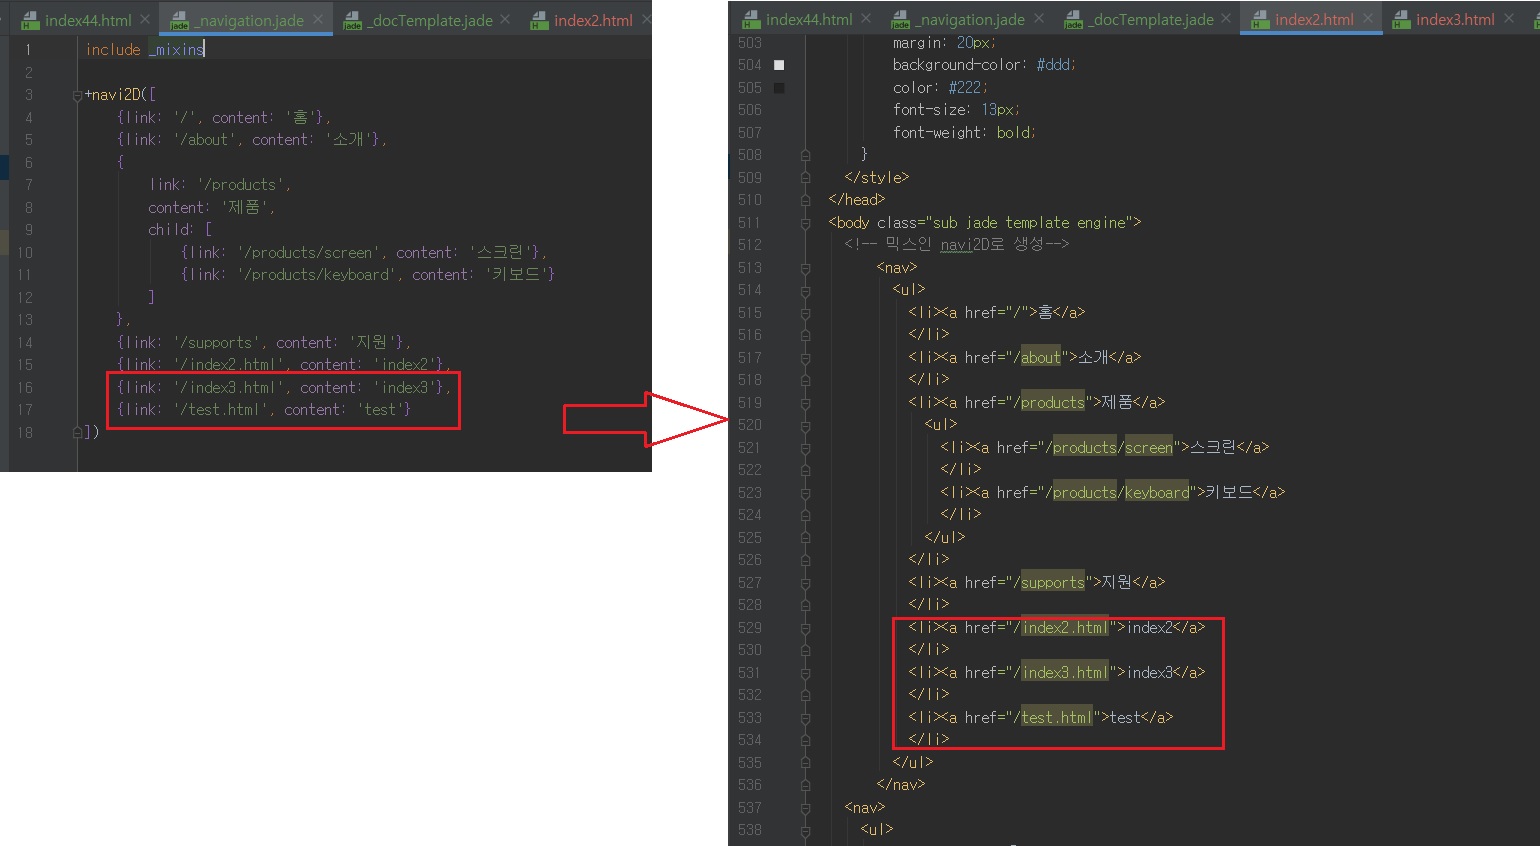 index44.html
_navigation.jade
_docTemplate.jade
index2.html
1 include _mixins
2
3 +navi2D([
4 {link: '/', content: '홈'},
5 {link: '/about', content: '소개'},
6 {
7 link: '/products',
8 content: '제품',
9 child: [
10 {link: '/products/screen', content: '스크린'},
11 {link: '/products/keyboard', content: '키보드'}
12 ]
13 },
14 {link: '/supports', content: '지원'},
15 {link: '/index2.html', content: 'index2'},
16 {link: '/index3.html', content: 'index3'},
17 {link: '/test.html', content: 'test'}
18 ])
index44.html
_navigation.jade
_docTemplate.jade
index2.html
index3.html
503 margin: 20px;
504 background-color: #ddd;
505 color: #222;
506 font-size: 13px;
507 font-weight: bold;
508 }
509 </style>
510 </head>
511 <body class="sub jade template engine">
512 <!-- 믹스인 navi2D로 생성-->
513 <nav>
514 <ul>
515 <li><a href="/">홈</a>
516 </li>
517 <li><a href="/about">소개</a>
518 </li>
519 <li><a href="/products">제품</a>
520 <ul>
521 <li><a href="/products/screen">스크린</a>
522 </li>
523 <li><a href="/products/keyboard">키보드</a>
524 </li>
525 </ul>
526 </li>
527 <li><a href="/supports">지원</a>
528 </li>
529 <li><a href="/index2.html">index2</a>
530 </li>
531 <li><a href="/index3.html">index3</a>
532 </li>
533 <li><a href="/test.html">test</a>
534 </li>
535 </ul>
536 </nav>
537 <nav>
538 <ul>